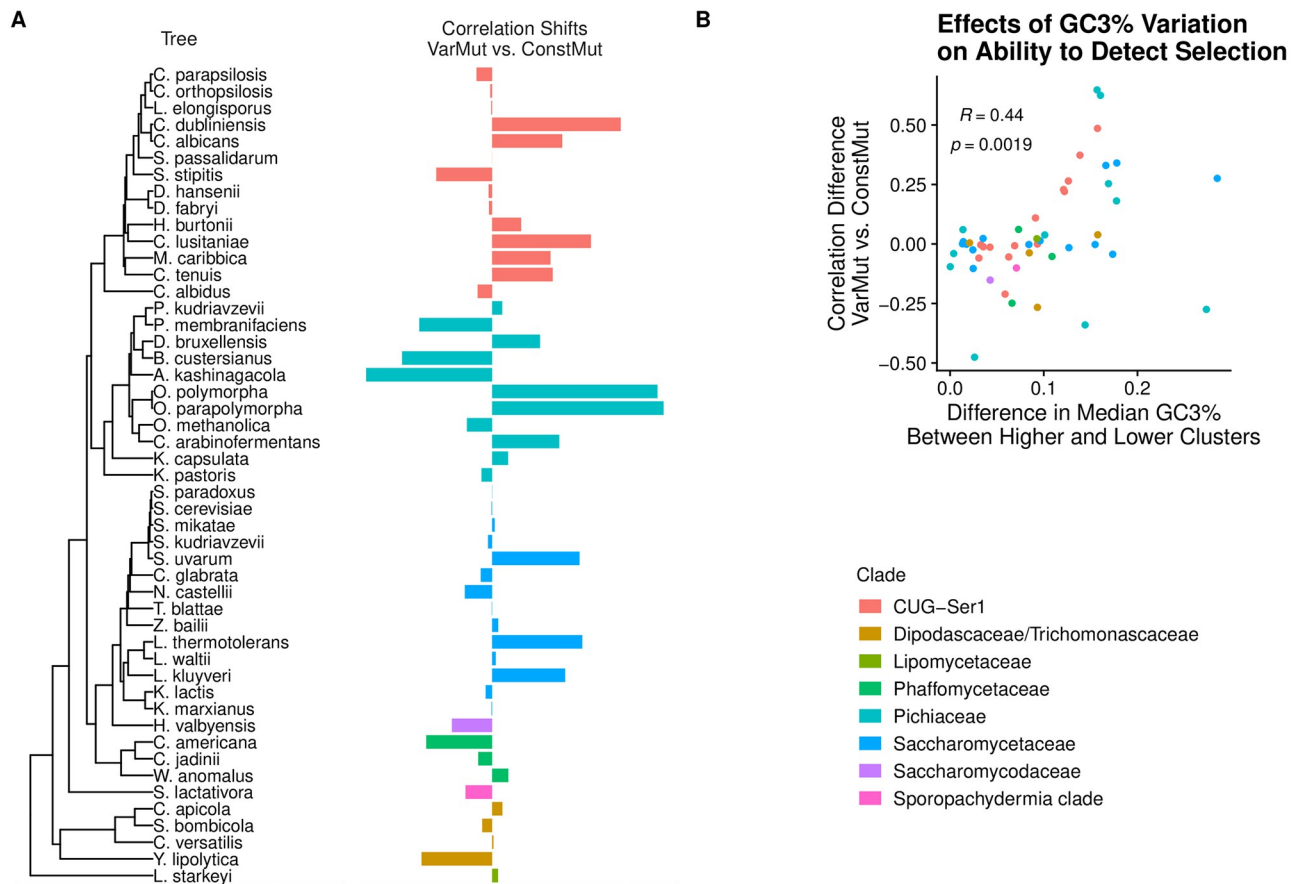 A
Tree
Correlation Shifts
VarMut vs. ConstMut
C. parapsilosis
C. orthopsilosis
L. elongisporus
C. dubliniensis
C. albicans
S. passalidarum
S. stipitis
D. hansenii
D. fabryi
H. burtonii
C. lusitaniae
M. caribbica
C. tenuis
C. albidus
P. kudriavzevii
P. membranifaciens
D. bruxellensis
B. custersianus
A. kashinagacola
O. polymorpha
O. parapolymorpha
O. methanolica
C. arabinofermentans
K. capsulata
K. pastoris
S. paradoxus
S. cerevisiae
S. mikatae
S. kudriavzevii
S. uvarum
C. glabrata
N. castellii
T. blattae
Z. bailii
L. thermotolerans
L. waltii
L. kluyveri
K. lactis
K. marxianus
H. valbyensis
C. americana
C. jadinii
W. anomalus
S. lactativora
C. apicola
S. bombicola
C. versatilis
Y. lipolytica
L. starkeyi
B
Effects of GC3% Variation
on Ability to Detect Selection
Correlation Difference
VarMut vs. ConstMut
0.50
0.25
0.00
−0.25
−0.50
R = 0.44
p = 0.0019
0.0
0.1
0.2
Difference in Median GC3%
Between Higher and Lower Clusters
Clade
CUG−Ser1
Dipodascaceae/Trichomonascaceae
Lipomycetaceae
Phaffomycetaceae
Pichiaceae
Saccharomycetaceae
Saccharomycodaceae
Sporopachydermia clade